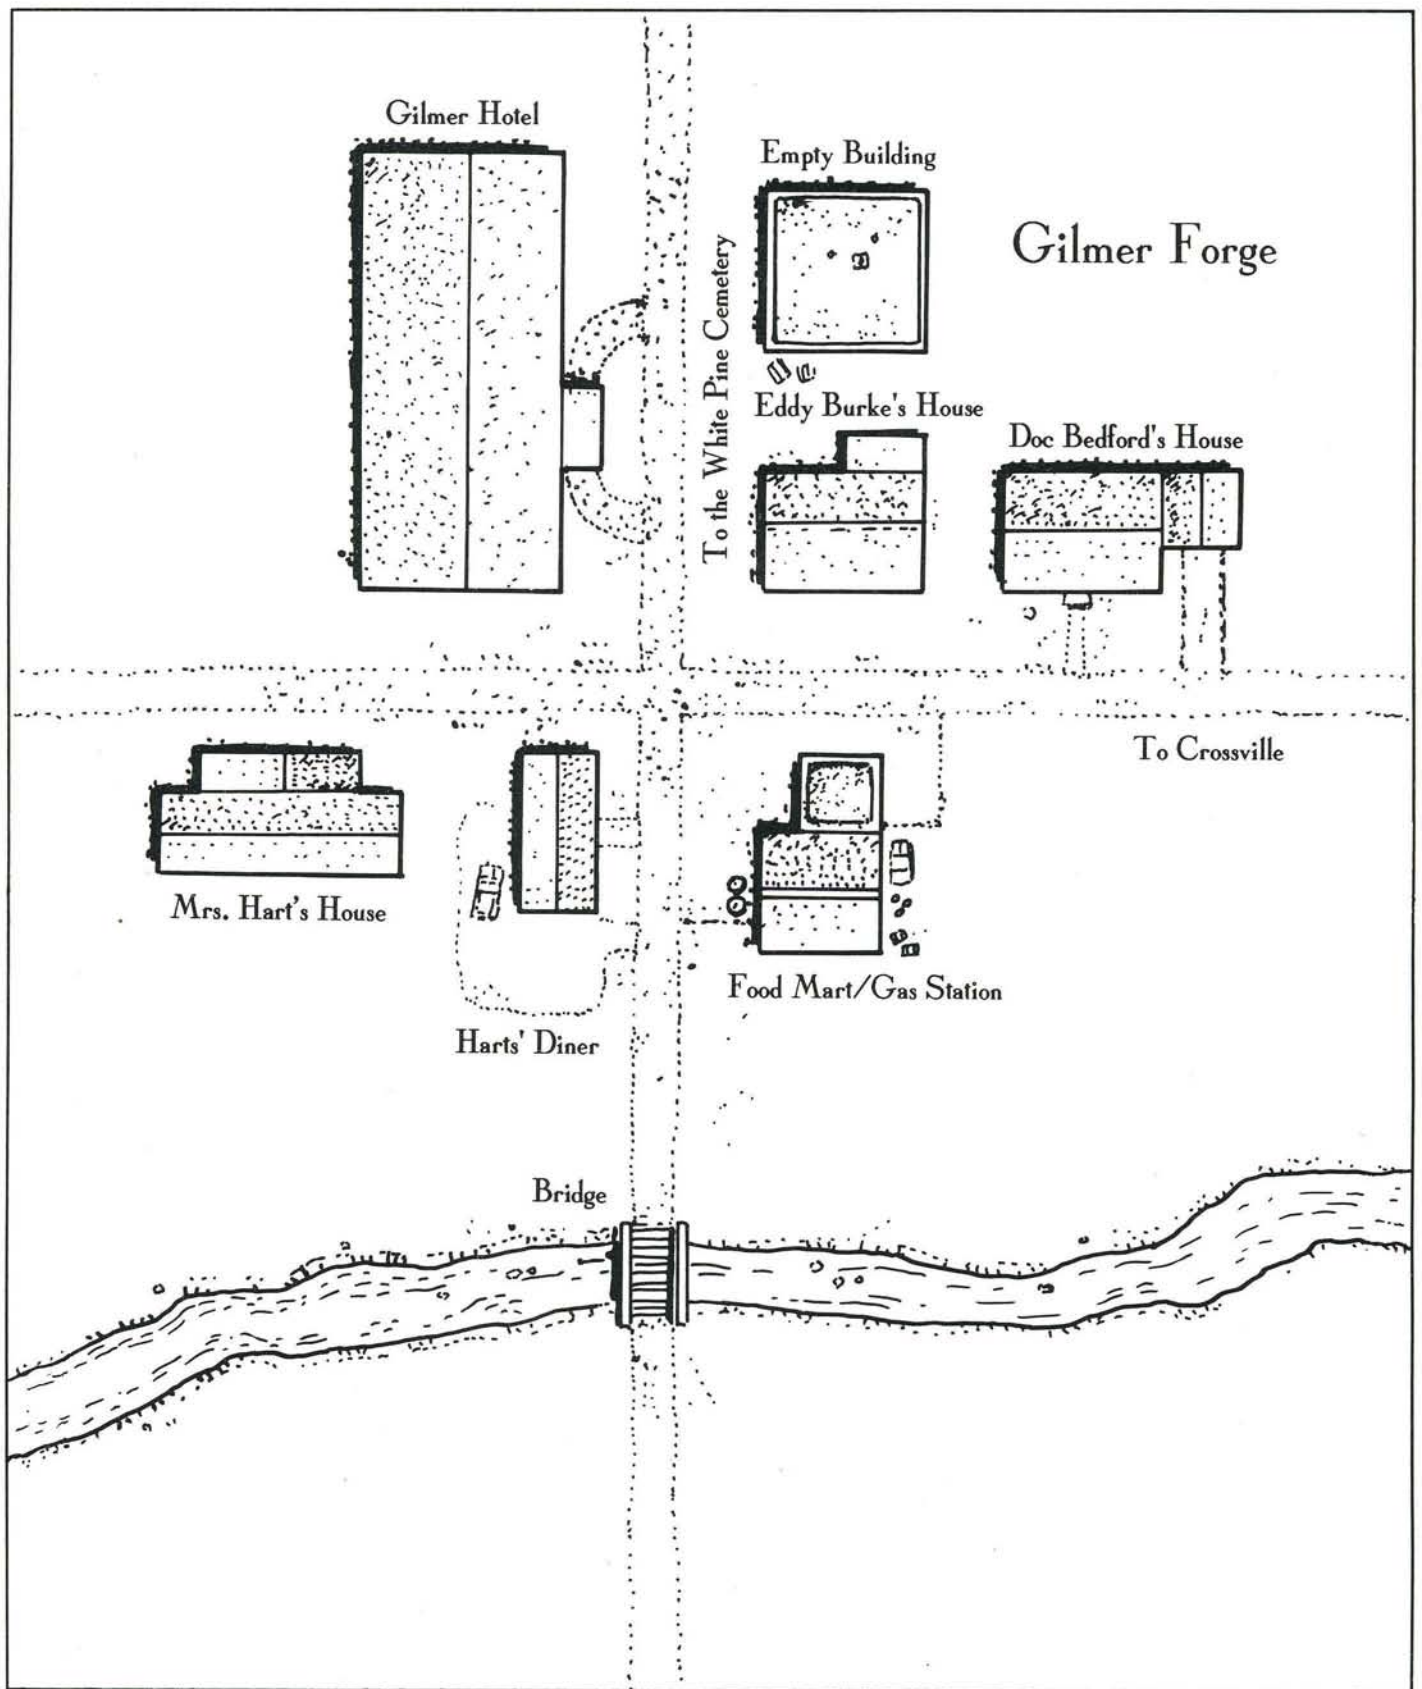 Gilmer Hotel
Empty Building
Gilmer Forge
To the White Pine Cemetery
Eddy Burke's House
Doc Bedford's House
To Crossville
Mrs. Hart's House
Food Mart/Gas Station
Harts' Diner
Bridge